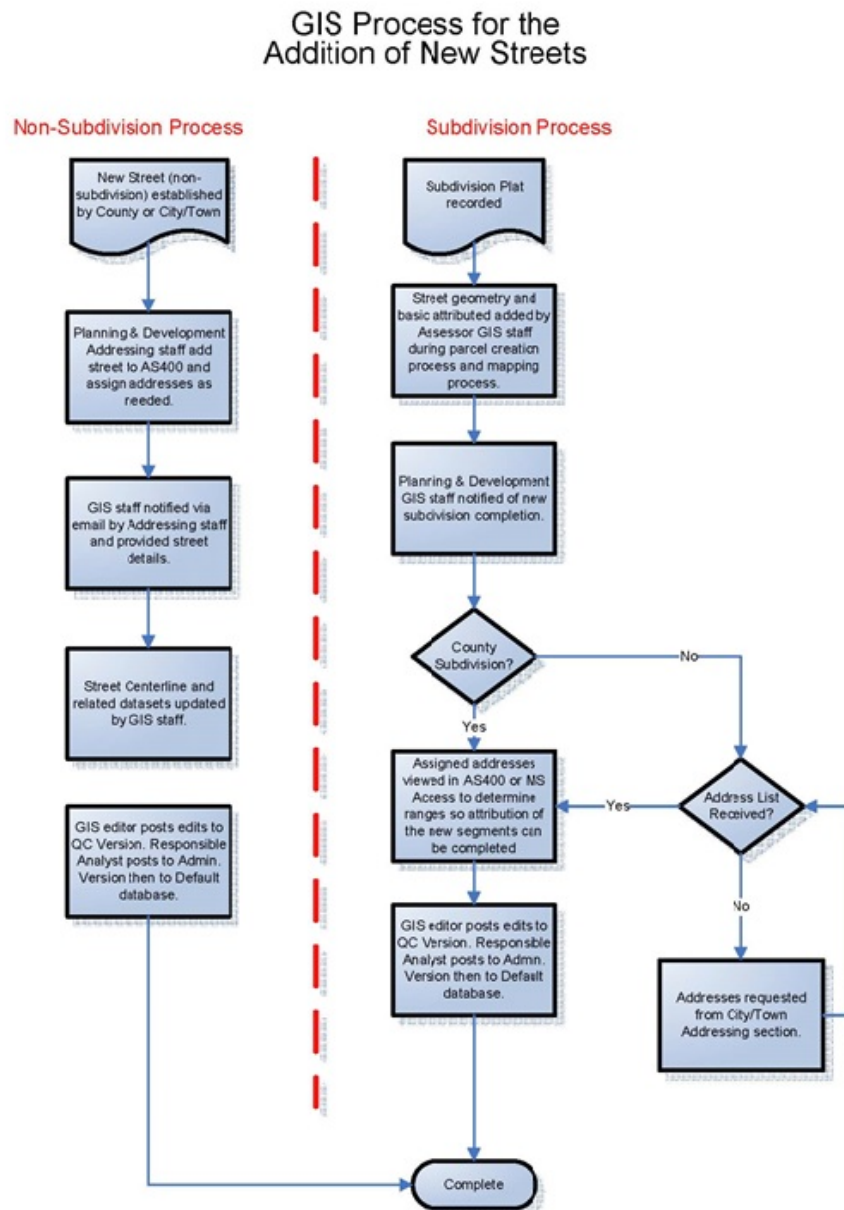 GIS Process for the
Addition of New Streets
Non-Subdivision Process
New Street (non-
subdivision) established
by County or City/Town
Planning & Development
Addressing staff add
street to AS400 and
assign addresses as
needed.
GIS staff notified via
email by Addressing staff
and provided street
details.
Street Centerline and
related datasets updated
by GIS staff.
GIS editor posts edits to
QC Version. Responsible
Analyst posts to Admin.
Version then to Default
database.
Subdivision Process
Subdivision Plat
recorded
Street geometry and
basic attributed added by
Assessor GIS staff
during parcel creation
process and mapping
process.
Planning & Development
GIS staff notified of new
subdivision completion.
County
Subdivision?
No
Yes
Assigned addresses
viewed in AS400 or MS
Access to determine
ranges so attribution of
the new segments can
be completed
Yes
Address List
Received?
No
Addresses requested
from City/Town
Addressing section.
GIS editor posts edits to
QC Version. Responsible
Analyst posts to Admn.
Version then to Default
database.
Complete